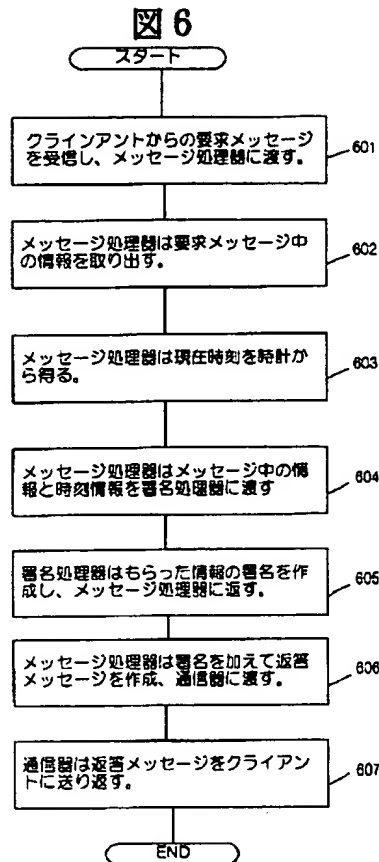 図 6
スタート
クラインアントからの要求メッセージ
を受信し、メッセージ処理器に渡す。
601
メッセージ処理器は要求メッセージ中
の情報を取り出す。
602
メッセージ処理器は現在時刻を時計か
ら得る。
603
メッセージ処理器はメッセージ中の情
報と時刻情報を署名処理器に渡す
604
署名処理器はもらった情報の署名を作
成し、メッセージ処理器に返す。
605
メッセージ処理器は署名を加えて返答
メッセージを作成、通信器に渡す。
606
通信器は返答メッセージをクライアン
トに送り返す。
607
END